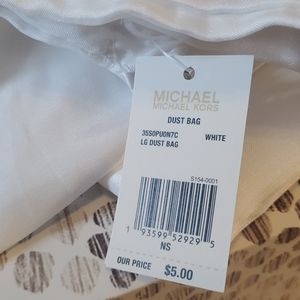 MICHAEL
MICHAEL KORS
DUST BAG
35S0PU0N7C WHITE
LG DUST BAG
S154-0001
1 93599 52929 5
NS
OUR PRICE $5.00